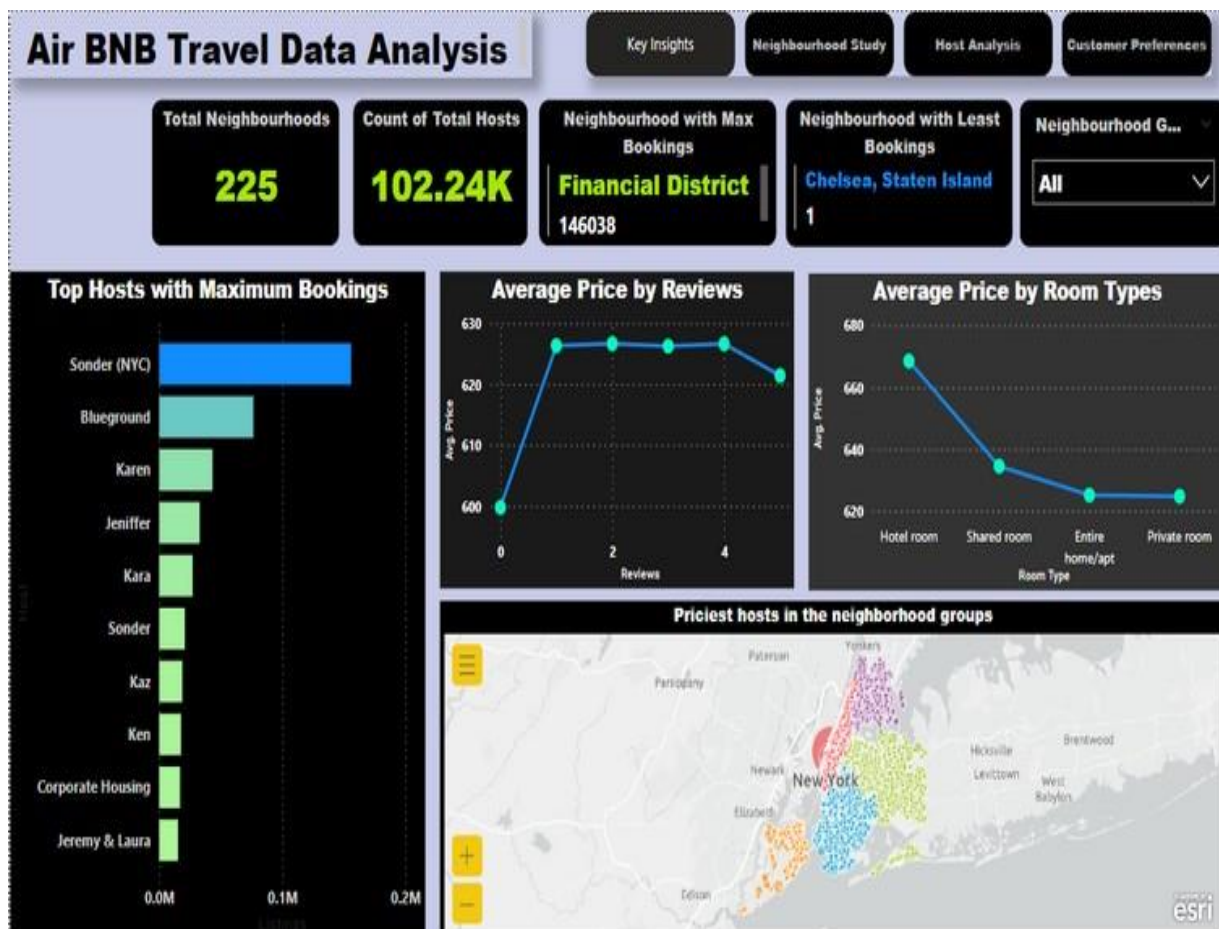 Air BNB Travel Data Analysis
Key Insights
Neighbourhood Study
Host Analysis
Customer Preferences
Total Neighbourhoods
225
Count of Total Hosts
102.24K
Neighbourhood with Max
Bookings
Financial District
146038
Neighbourhood with Least
Bookings
Chelsea, Staten Island
1
Neighbourhood G...
All
Top Hosts with Maximum Bookings
Sonder (NYC)
Blueground
Karen
Jeniffer
Kara
Sonder
Kaz
Ken
Corporate Housing
Jeremy & Laura
0.0M
0.1M
0.2M
Listings
Average Price by Reviews
Avg. Price
630
620
610
600
0
2
4
Reviews
Average Price by Room Types
Avg. Price
680
660
640
620
Hotel room
Shared room
Entire
home/apt
Private room
Room Type
Priciest hosts in the neighborhood groups
Paterson
Yonkers
Parsippany
Newark
New York
Elizabeth
Edison
Hicksville
Levittown
Brentwood
West
Babylon
esri